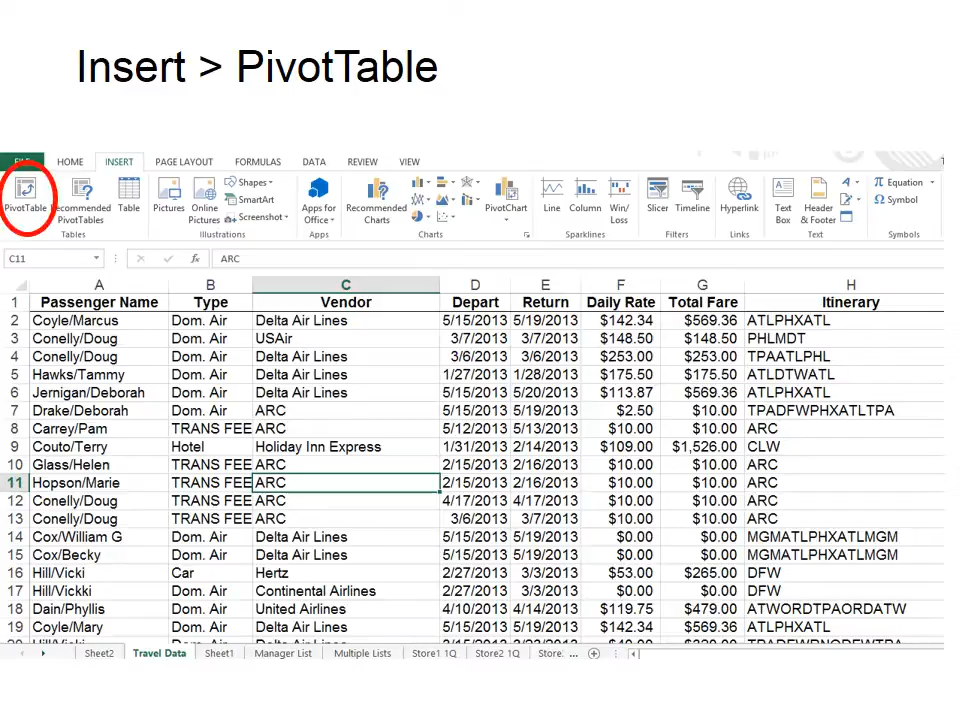 Insert > PivotTable
FILE HOME INSERT PAGE LAYOUT FORMULAS DATA REVIEW VIEW
PivotTable Recommended PivotTables Table Pictures Online Pictures Shapes SmartArt Screenshot Apps for Office Recommended Charts PivotChart Line Column Win/Loss Slicer Timeline Hyperlink Text Box Header & Footer Equation Symbol
Tables Illustrations Apps Charts Sparklines Filters Links Text Symbols
C11 fx ARC
A B C D E F G H
1 Passenger Name Type Vendor Depart Return Daily Rate Total Fare Itinerary
2 Coyle/Marcus Dom. Air Delta Air Lines 5/15/2013 5/19/2013 $142.34 $569.36 ATLPHXATL
3 Conelly/Doug Dom. Air USAir 3/7/2013 3/7/2013 $148.50 $148.50 PHLMDT
4 Conelly/Doug Dom. Air Delta Air Lines 3/6/2013 3/6/2013 $253.00 $253.00 TPAATLPHL
5 Hawks/Tammy Dom. Air Delta Air Lines 1/27/2013 1/28/2013 $175.50 $175.50 ATLDTWATL
6 Jernigan/Deborah Dom. Air Delta Air Lines 5/15/2013 5/20/2013 $113.87 $569.36 ATLPHXATL
7 Drake/Deborah Dom. Air ARC 5/15/2013 5/19/2013 $2.50 $10.00 TPADFWPHXATLTPA
8 Carrey/Pam TRANS FEE ARC 5/12/2013 5/13/2013 $10.00 $10.00 ARC
9 Couto/Terry Hotel Holiday Inn Express 1/31/2013 2/14/2013 $109.00 $1,526.00 CLW
10 Glass/Helen TRANS FEE ARC 2/15/2013 2/16/2013 $10.00 $10.00 ARC
11 Hopson/Marie TRANS FEE ARC 2/15/2013 2/16/2013 $10.00 $10.00 ARC
12 Conelly/Doug TRANS FEE ARC 4/17/2013 4/17/2013 $10.00 $10.00 ARC
13 Conelly/Doug TRANS FEE ARC 3/6/2013 3/7/2013 $10.00 $10.00 ARC
14 Cox/William G Dom. Air Delta Air Lines 5/15/2013 5/19/2013 $0.00 $0.00 MGMATLPHXATLMGM
15 Cox/Becky Dom. Air Delta Air Lines 5/15/2013 5/19/2013 $0.00 $0.00 MGMATLPHXATLMGM
16 Hill/Vicki Car Hertz 2/27/2013 3/3/2013 $53.00 $265.00 DFW
17 Hill/Vickki Dom. Air Continental Airlines 2/27/2013 3/3/2013 $0.00 $0.00 DFW
18 Dain/Phyllis Dom. Air United Airlines 4/10/2013 4/14/2013 $119.75 $479.00 ATWORDTPAORDATW
19 Coyle/Mary Dom. Air Delta Air Lines 5/15/2013 5/19/2013 $142.34 $569.36 ATLPHXATL
Sheet2 Travel Data Sheet1 Manager List Multiple Lists Store1 1Q Store2 1Q Store ...